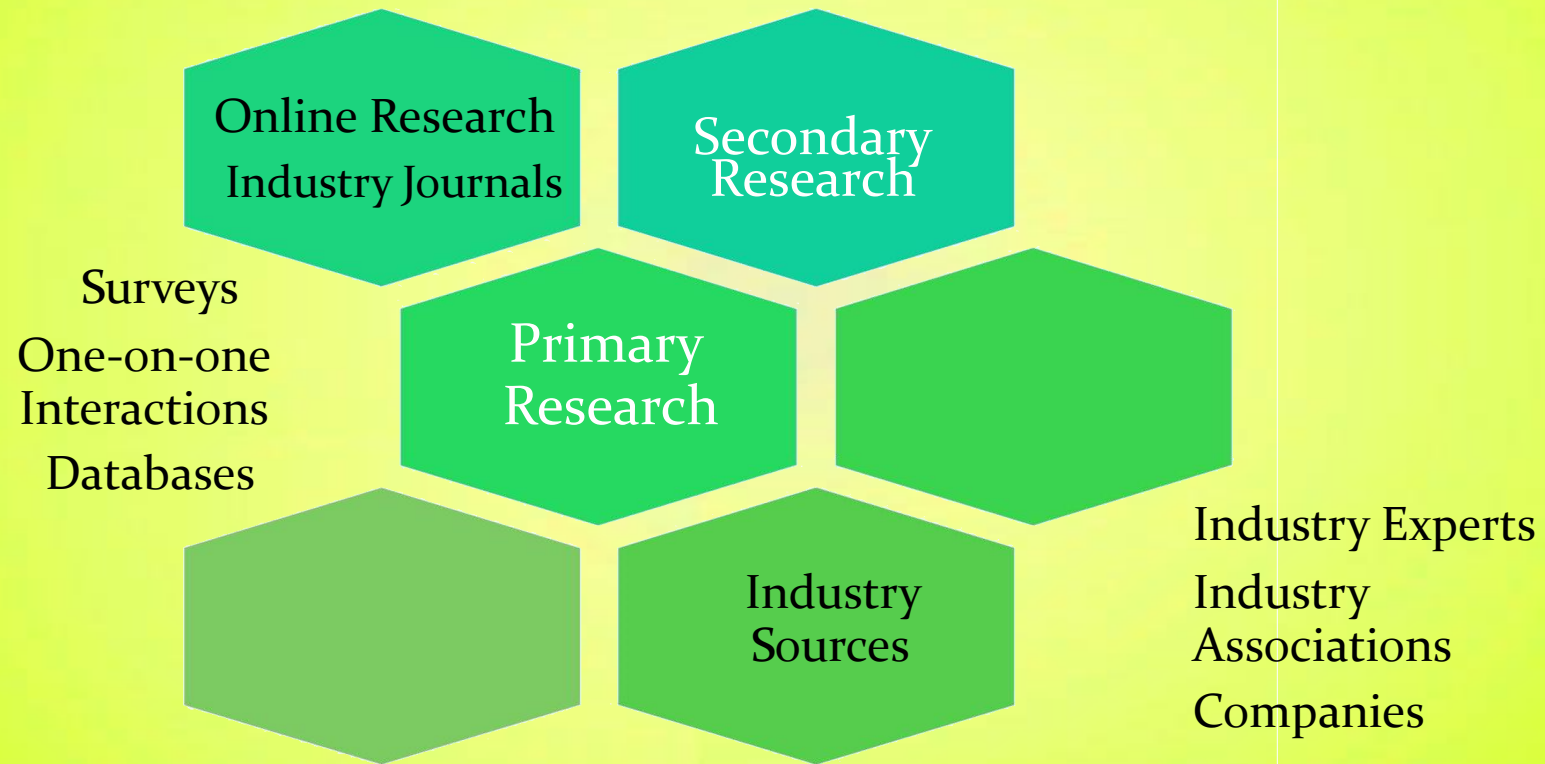 Online Research
Industry Journals
Secondary
Research
Surveys
One-on-one
Interactions
Databases
Primary
Research
Industry
Sources
Industry Experts
Industry
Associations
Companies